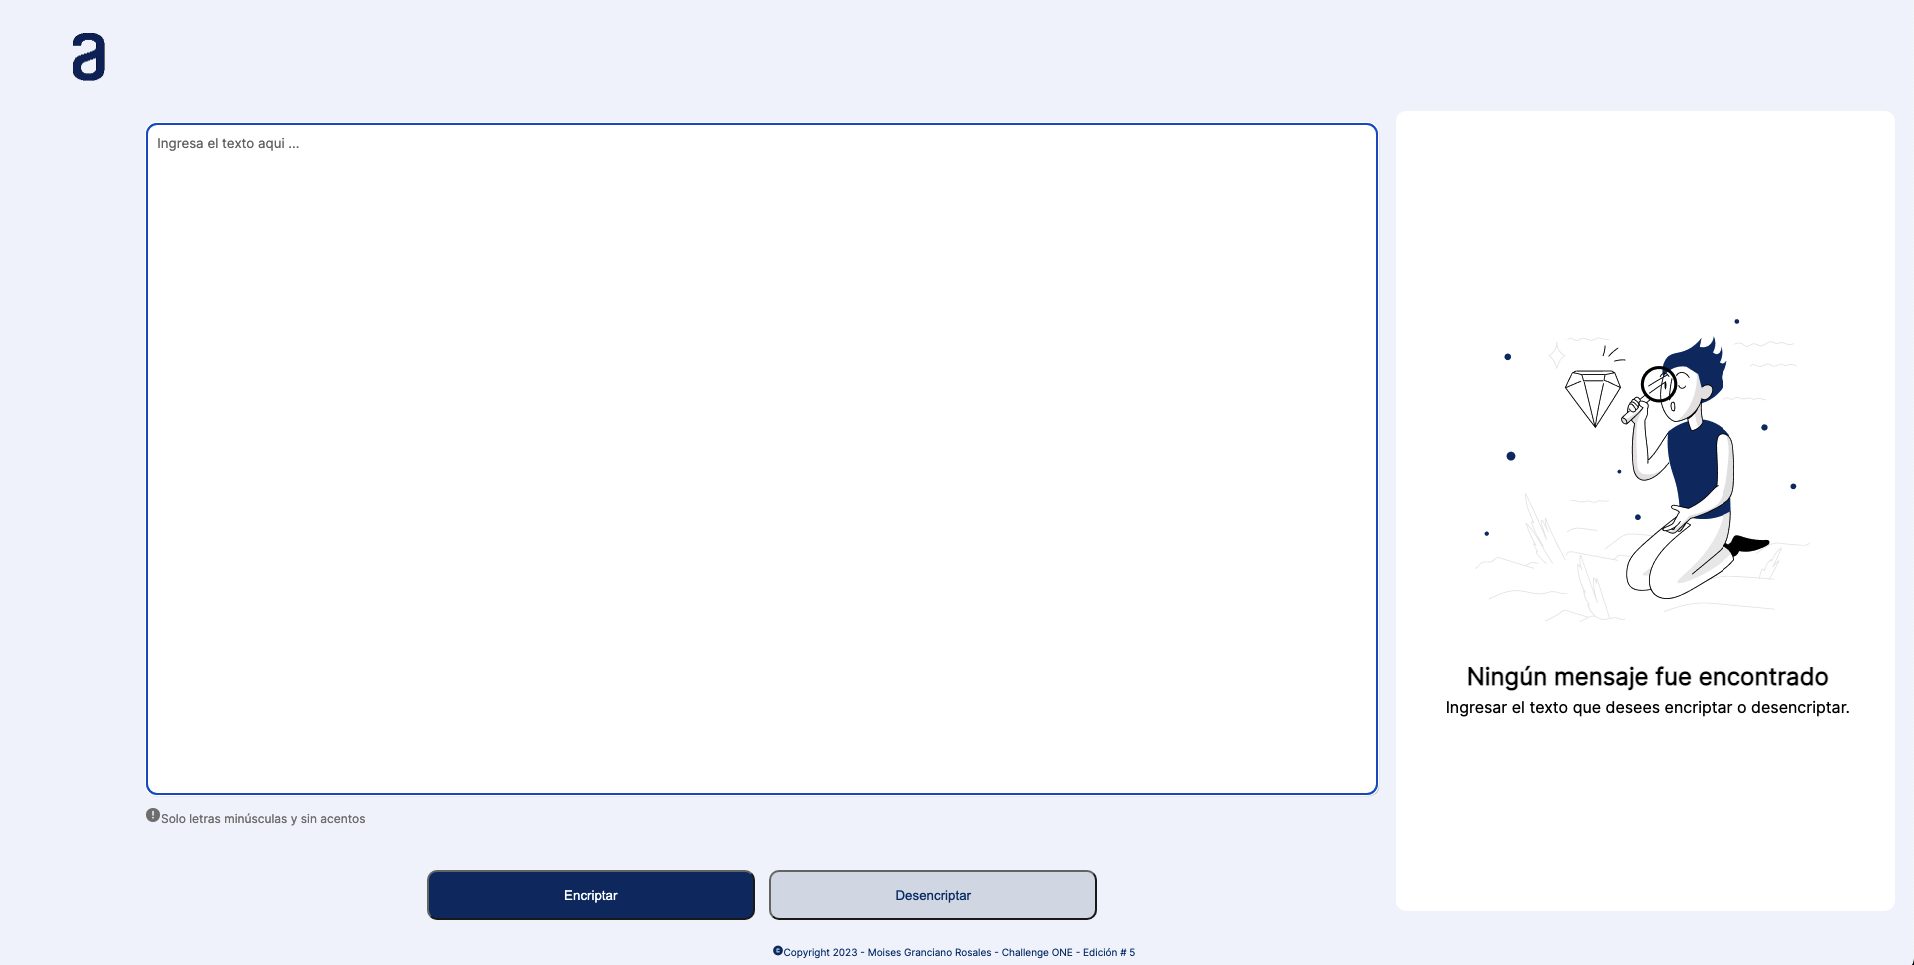 a
Ingresa el texto aqui ...
Solo letras minúsculas y sin acentos
Encriptar
Desencriptar
Ningún mensaje fue encontrado
Ingresar el texto que desees encriptar o desencriptar.
Copyright 2023 - Moises Granciano Rosales - Challenge ONE - Edición # 5